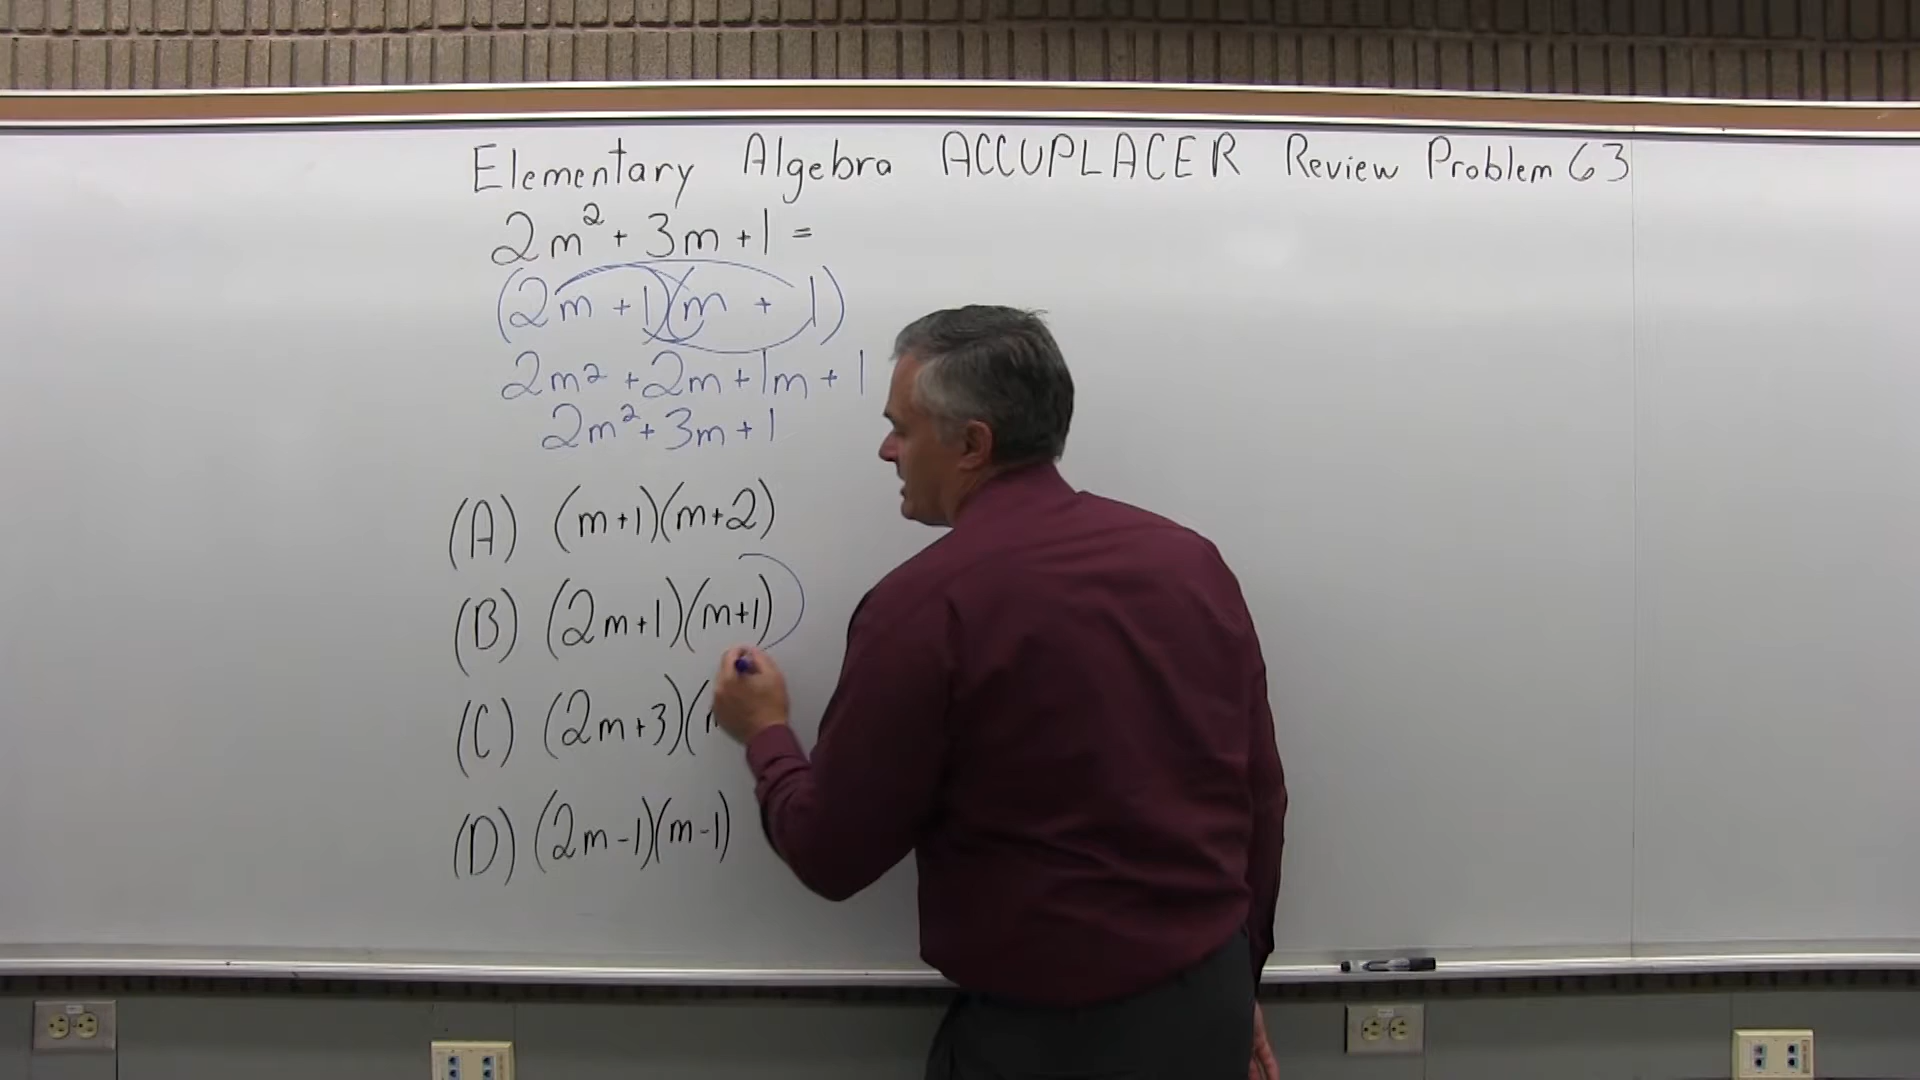 Elementary Algebra ACCUPLACER Review Problem 63
2m² + 3m + 1 =
(2m + 1)(m + 1)
2m² + 2m + 1m + 1
2m² + 3m + 1
(A) (m+1)(m+2)
(B) (2m+1)(m+1)
(C) (2m+3)(
(D) (2m-1)(m-1)